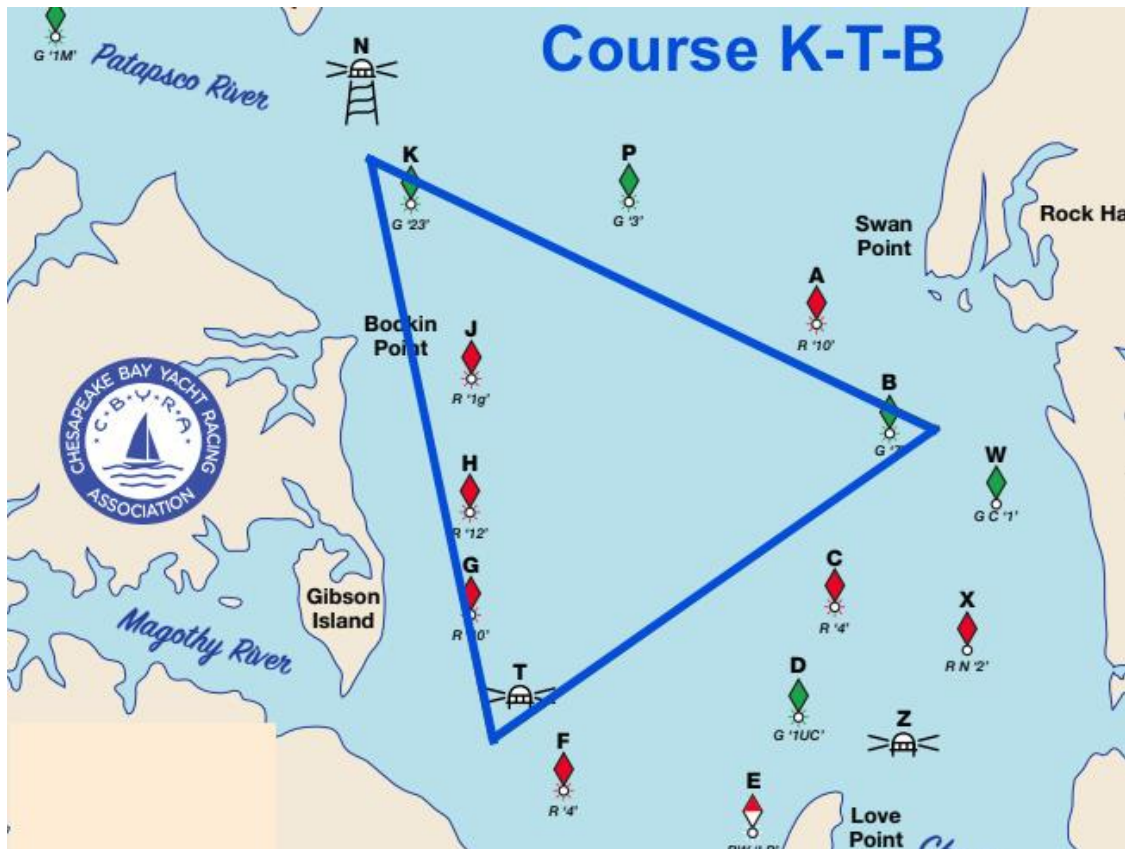 Course K-T-B
G '1M'
Patapsco River
N
K
G '23'
P
G '3'
Swan
Point
Rock Ha
A
R '10'
Bodkin
Point
J
R '1g'
B
G '7'
W
G C '1'
CHESAPEAKE BAY YACHT RACING
ASSOCIATION
C·B·Y·R·A
H
R '12'
G
Gibson
Island
C
R '4'
X
R N '2'
Magothy River
T
D
G '1UC'
Z
F
R '4'
E
Love
Point